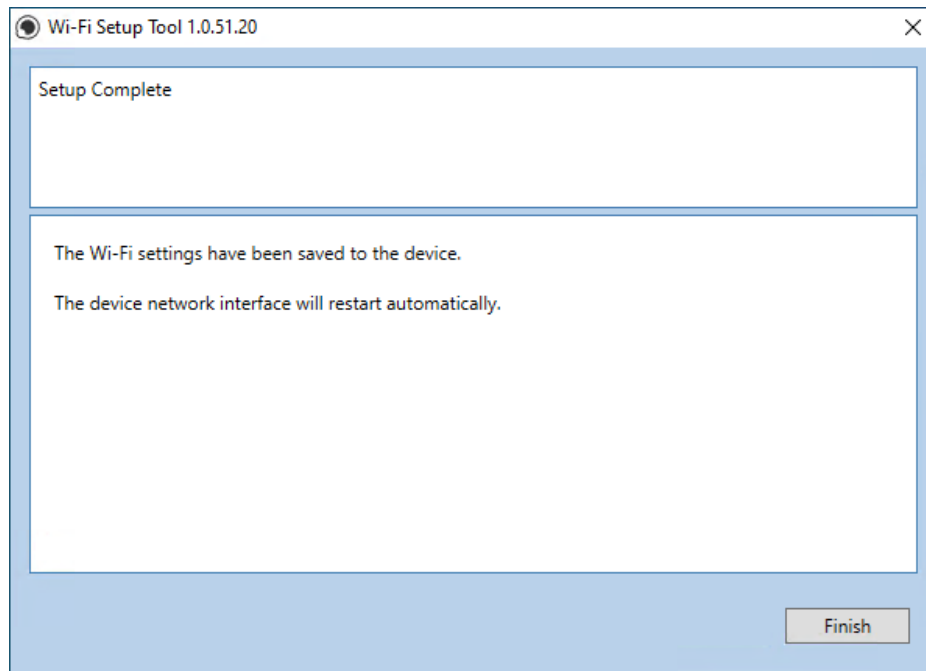 Wi-Fi Setup Tool 1.0.51.20
Setup Complete
The Wi-Fi settings have been saved to the device.
The device network interface will restart automatically.
Finish